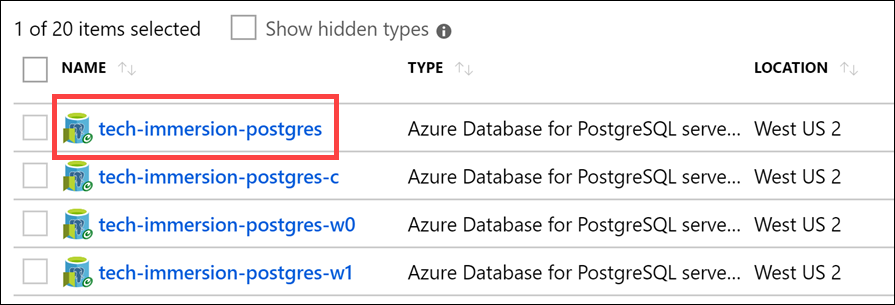 1 of 20 items selected Show hidden types
NAME TYPE LOCATION
tech-immersion-postgres Azure Database for PostgreSQL serve... West US 2
tech-immersion-postgres-c Azure Database for PostgreSQL serve... West US 2
tech-immersion-postgres-w0 Azure Database for PostgreSQL serve... West US 2
tech-immersion-postgres-w1 Azure Database for PostgreSQL serve... West US 2